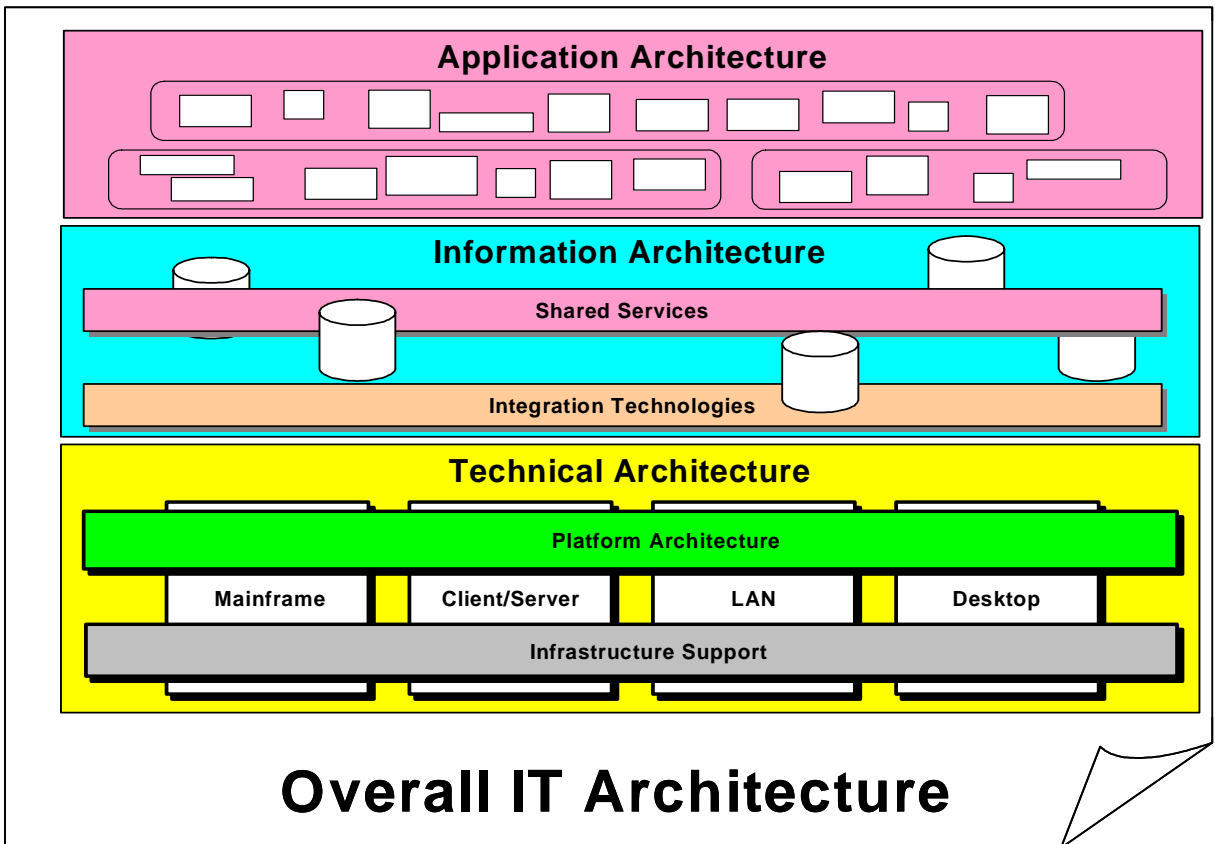 Application Architecture
Information Architecture
Shared Services
Integration Technologies
Technical Architecture
Platform Architecture
Mainframe
Client/Server
LAN
Desktop
Infrastructure Support
Overall IT Architecture